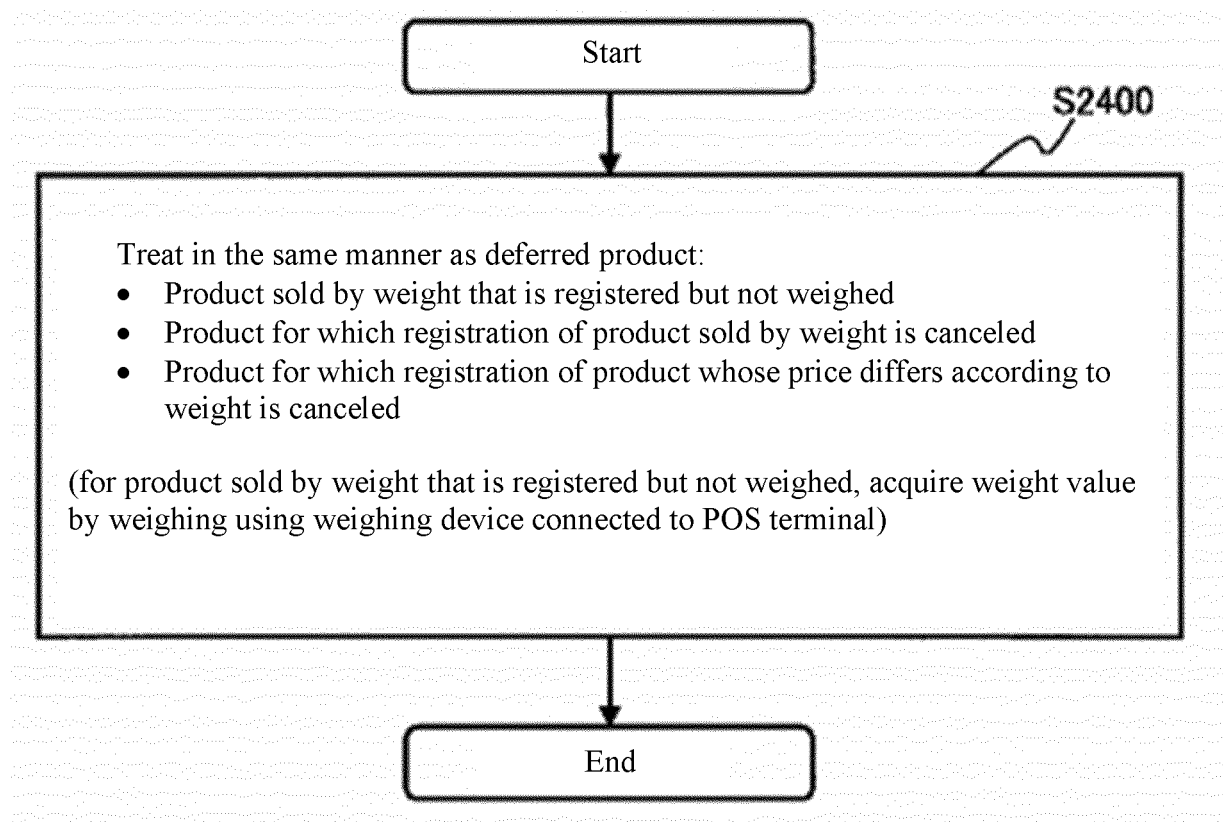 Start
S2400
Treat in the same manner as deferred product:
• Product sold by weight that is registered but not weighed
• Product for which registration of product sold by weight is canceled
• Product for which registration of product whose price differs according to
weight is canceled
(for product sold by weight that is registered but not weighed, acquire weight value
by weighing using weighing device connected to POS terminal)
End